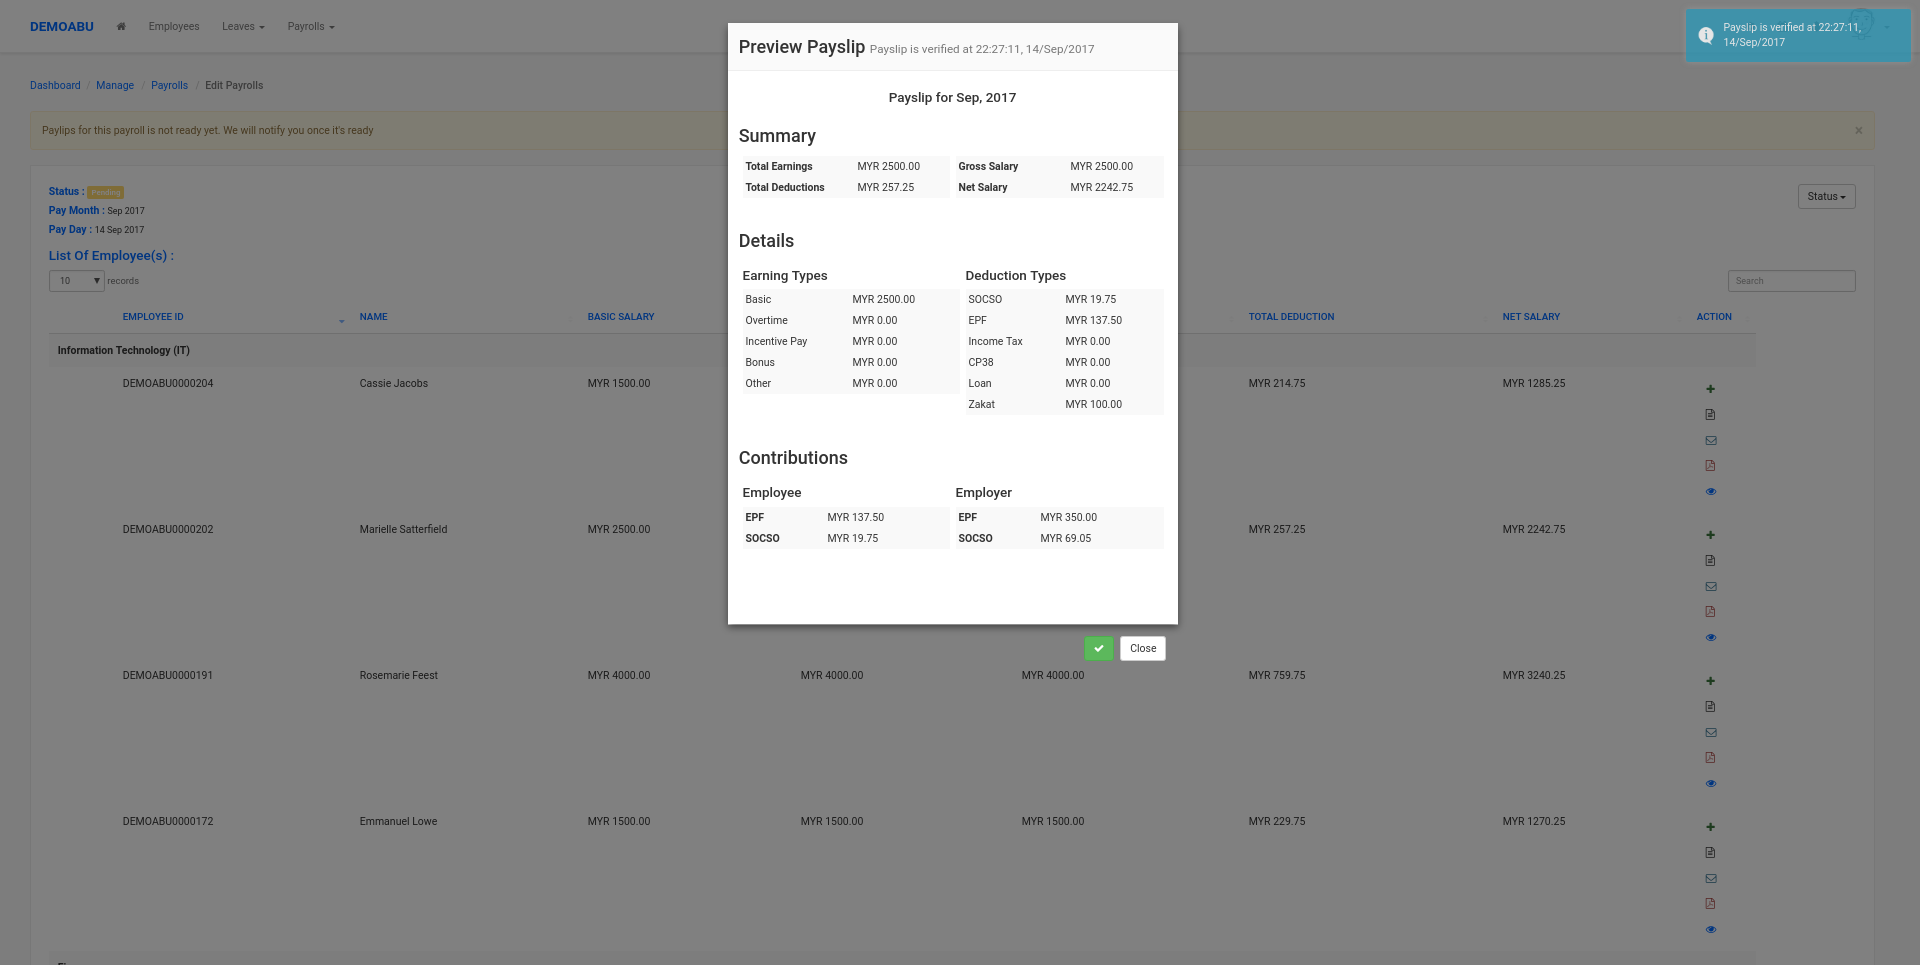 DEMOABU Employees Leaves Payrolls
Payslip is verified at 22:27:11,
14/Sep/2017
Dashboard / Manage / Payrolls / Edit Payrolls
Paylips for this payroll is not ready yet. We will notify you once it's ready ×
Status : Pending
Pay Month : Sep 2017
Pay Day : 14 Sep 2017
Status
List Of Employee(s) :
10 records
Search
EMPLOYEE ID NAME BASIC SALARY TOTAL DEDUCTION NET SALARY ACTION
Information Technology (IT)
DEMOABU0000204 Cassie Jacobs MYR 1500.00 MYR 214.75 MYR 1285.25
DEMOABU0000202 Marielle Satterfield MYR 2500.00 MYR 257.25 MYR 2242.75
DEMOABU0000191 Rosemarie Feest MYR 4000.00 MYR 4000.00 MYR 4000.00 MYR 759.75 MYR 3240.25
DEMOABU0000172 Emmanuel Lowe MYR 1500.00 MYR 1500.00 MYR 1500.00 MYR 229.75 MYR 1270.25
Preview Payslip Payslip is verified at 22:27:11, 14/Sep/2017
Payslip for Sep, 2017
Summary
Total Earnings MYR 2500.00 Gross Salary MYR 2500.00
Total Deductions MYR 257.25 Net Salary MYR 2242.75
Details
Earning Types Deduction Types
Basic MYR 2500.00 SOCSO MYR 19.75
Overtime MYR 0.00 EPF MYR 137.50
Incentive Pay MYR 0.00 Income Tax MYR 0.00
Bonus MYR 0.00 CP38 MYR 0.00
Other MYR 0.00 Loan MYR 0.00
Zakat MYR 100.00
Contributions
Employee Employer
EPF MYR 137.50 EPF MYR 350.00
SOCSO MYR 19.75 SOCSO MYR 69.05
Close